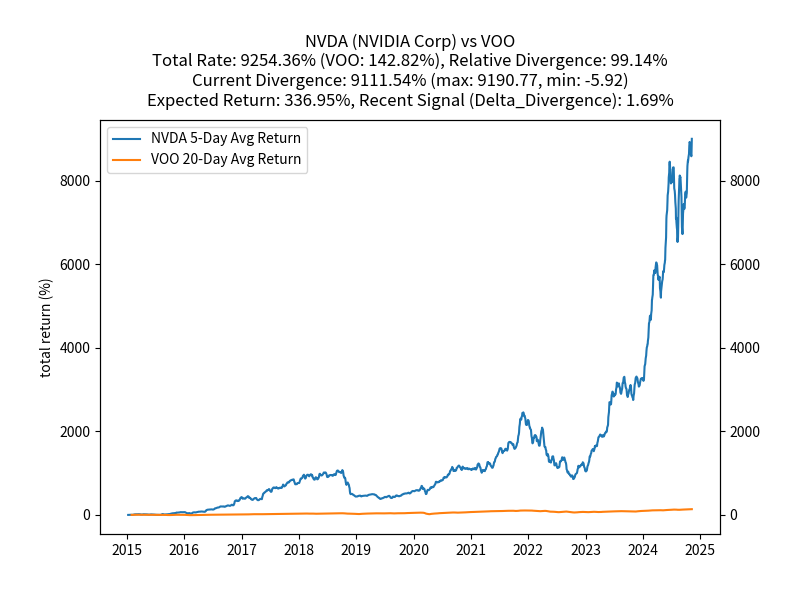 NVDA (NVIDIA Corp) vs VOO
Total Rate: 9254.36% (VOO: 142.82%), Relative Divergence: 99.14%
Current Divergence: 9111.54% (max: 9190.77, min: -5.92)
Expected Return: 336.95%, Recent Signal (Delta_Divergence): 1.69%
NVDA 5-Day Avg Return
VOO 20-Day Avg Return
total return (%)
8000
6000
4000
2000
0
8000
6000
4000
2000
0
2015 2016 2017 2018 2019 2020 2021 2022 2023 2024 2025